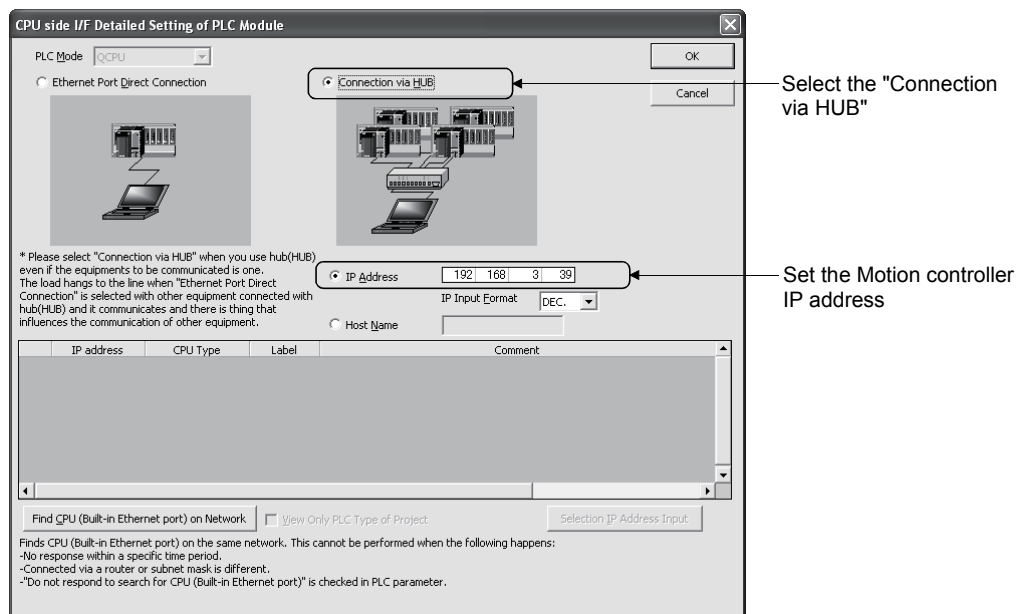 CPU side I/F Detailed Setting of PLC Module
PLC Mode QCPU
OK
Ethernet Port Direct Connection
Connection via HUB
Cancel
Select the "Connection
via HUB"
* Please select "Connection via HUB" when you use hub(HUB)
even if the equipments to be communicated is one.
The load hangs to the line when "Ethernet Port Direct
Connection" is selected with other equipment connected with
hub(HUB) and it communicates and there is thing that
influences the communication of other equipment.
IP Address 192 168 3 39
Set the Motion controller
IP address
IP Input Format DEC.
Host Name
IP address CPU Type Label Comment
Find CPU (Built-in Ethernet port) on Network
View Only PLC Type of Project
Selection IP Address Input
Finds CPU (Built-in Ethernet port) on the same network. This cannot be performed when the following happens:
-No response within a specific time period.
-Connected via a router or subnet mask is different.
-"Do not respond to search for CPU (Built-in Ethernet port)" is checked in PLC parameter.